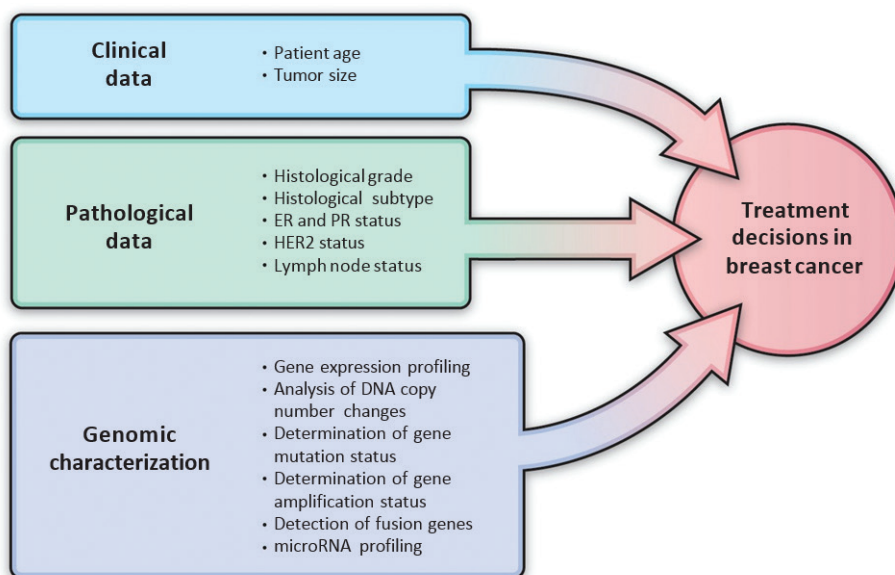 Clinical
data
• Patient age
• Tumor size
Pathological
data
• Histological grade
• Histological subtype
• ER and PR status
• HER2 status
• Lymph node status
Genomic
characterization
• Gene expression profiling
• Analysis of DNA copy
number changes
• Determination of gene
mutation status
• Determination of gene
amplification status
• Detection of fusion genes
• microRNA profiling
Treatment
decisions in
breast cancer